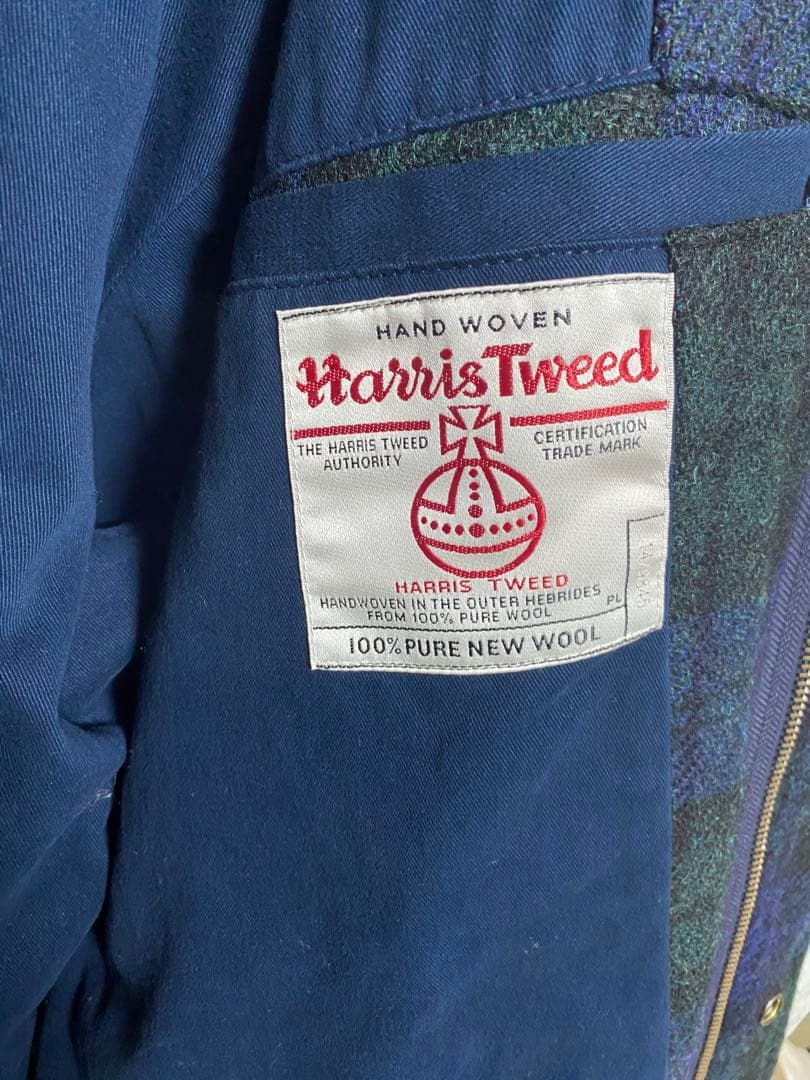 HAND WOVEN
Harris Tweed
THE HARRIS TWEED
AUTHORITY
CERTIFICATION
TRADE MARK
HARRIS TWEED
HANDWOVEN IN THE OUTER HEBRIDES
FROM 100% PURE WOOL
PL
100% PURE NEW WOOL